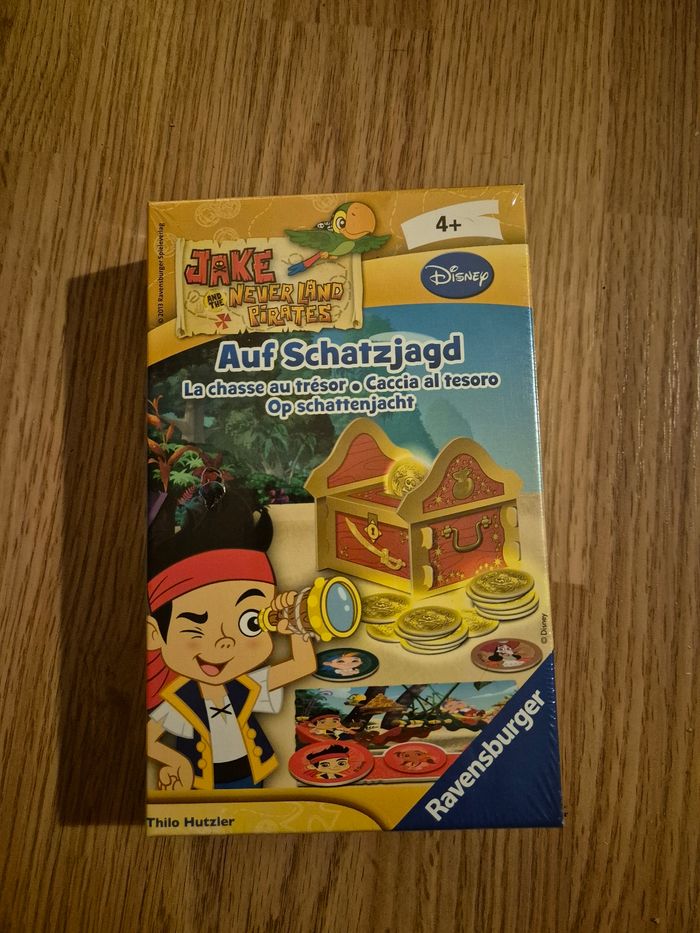 4+
JAKE
AND THE
NEVER LAND
PIRATES
Disney
© 2013 Ravensburger Spieleverlag
Auf Schatzjagd
La chasse au trésor • Caccia al tesoro
Op schattenjacht
© Disney
Ravensburger
Thilo Hutzler